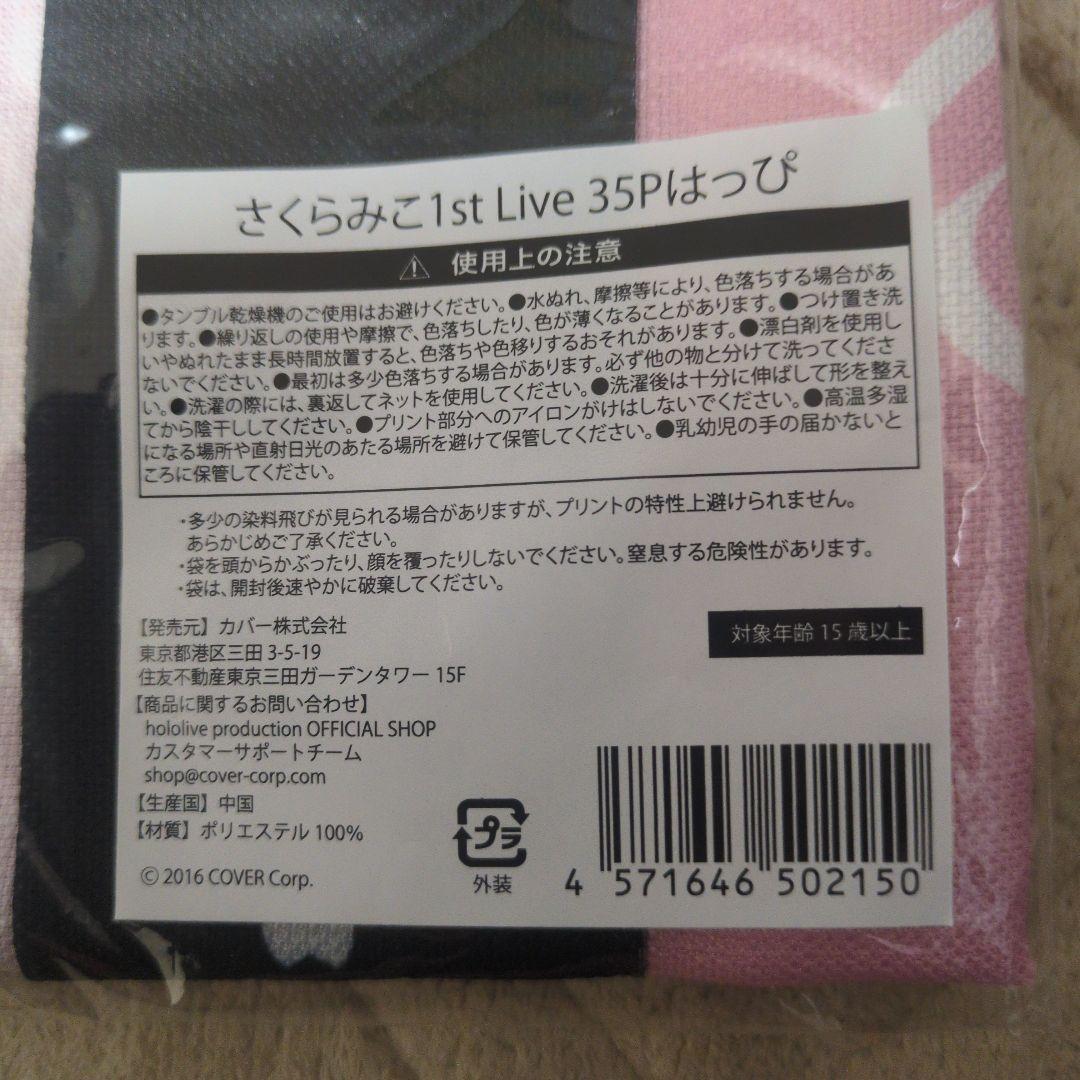 さくらみこ1st Live 35Pはっぴ
⚠ 使用上の注意
●タンブル乾燥機のご使用はお避けください。●水ぬれ、摩擦等により、色落ちする場合があ
ります。●繰り返しの使用や摩擦で、色落ちしたり、色が薄くなることがあります。●つけ置き洗
いやぬれたまま長時間放置すると、色落ちや色移りするおそれがあります。●漂白剤を使用し
ないでください。●最初は多少色落ちする場合があります。必ず他の物と分けて洗ってくださ
い。●洗濯の際には、裏返してネットを使用してください。●洗濯後は十分に伸ばして形を整え
てから陰干ししてください。●プリント部分へのアイロンがけはしないでください。●高温多湿
になる場所や直射日光のあたる場所を避けて保管してください。●乳幼児の手の届かないと
ころに保管してください。
・多少の染料飛びが見られる場合がありますが、プリントの特性上避けられません。
あらかじめご了承ください。
・袋を頭からかぶったり、顔を覆ったりしないでください。窒息する危険性があります。
・袋は、開封後速やかに破棄してください。
【発売元】カバー株式会社
東京都港区三田 3-5-19
住友不動産東京三田ガーデンタワー 15F
【商品に関するお問い合わせ】
hololive production OFFICIAL SHOP
カスタマーサポートチーム
shop@cover-corp.com
【生産国】中国
【材質】ポリエステル 100%
© 2016 COVER Corp.
対象年齢 15 歳以上
プラ
外装
4 571646 502150